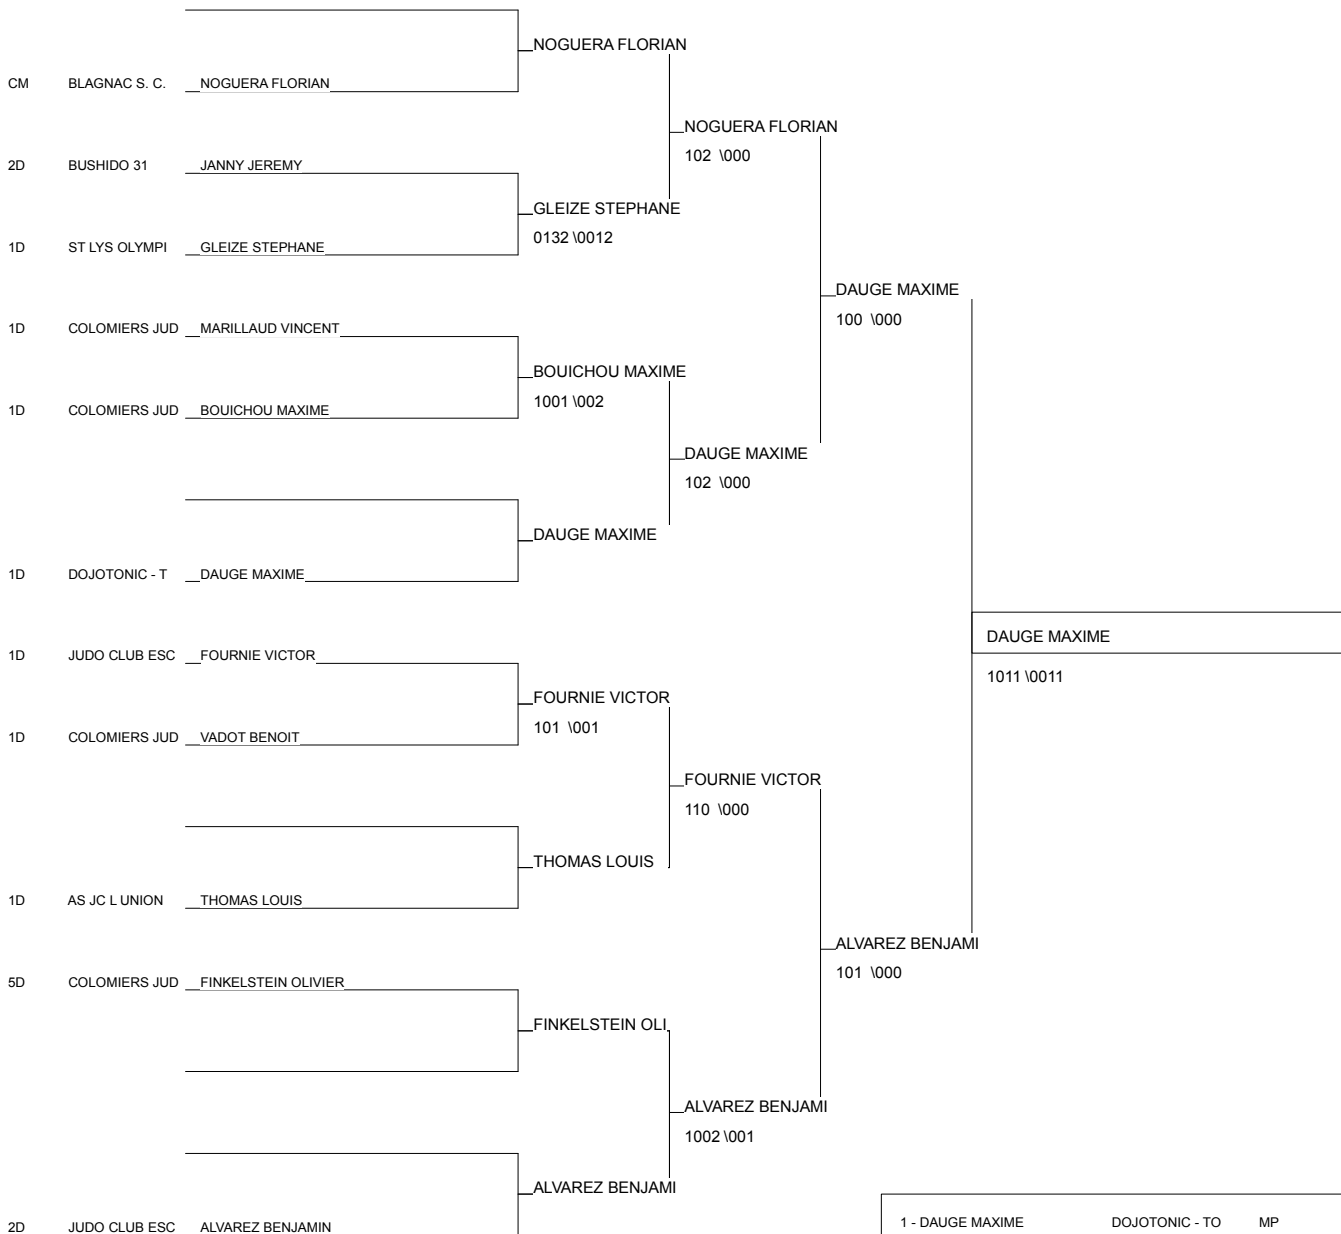 NOGUERA FLORIAN
CM BLAGNAC S. C. NOGUERA FLORIAN
NOGUERA FLORIAN
102 \000
2D BUSHIDO 31 JANNY JEREMY
GLEIZE STEPHANE
0132 \0012
1D ST LYS OLYMPI GLEIZE STEPHANE
DAUGE MAXIME
100 \000
1D COLOMIERS JUD MARILLAUD VINCENT
BOUICHOU MAXIME
1001 \002
1D COLOMIERS JUD BOUICHOU MAXIME
DAUGE MAXIME
102 \000
DAUGE MAXIME
1D DOJOTONIC - T DAUGE MAXIME
DAUGE MAXIME
1011 \0011
1D JUDO CLUB ESC FOURNIE VICTOR
FOURNIE VICTOR
101 \001
1D COLOMIERS JUD VADOT BENOIT
FOURNIE VICTOR
110 \000
THOMAS LOUIS
1D AS JC L UNION THOMAS LOUIS
ALVAREZ BENJAMI
101 \000
5D COLOMIERS JUD FINKELSTEIN OLIVIER
FINKELSTEIN OLI
ALVAREZ BENJAMI
1002 \001
ALVAREZ BENJAMI
2D JUDO CLUB ESC ALVAREZ BENJAMIN
1 - DAUGE MAXIME DOJOTONIC - TO MP